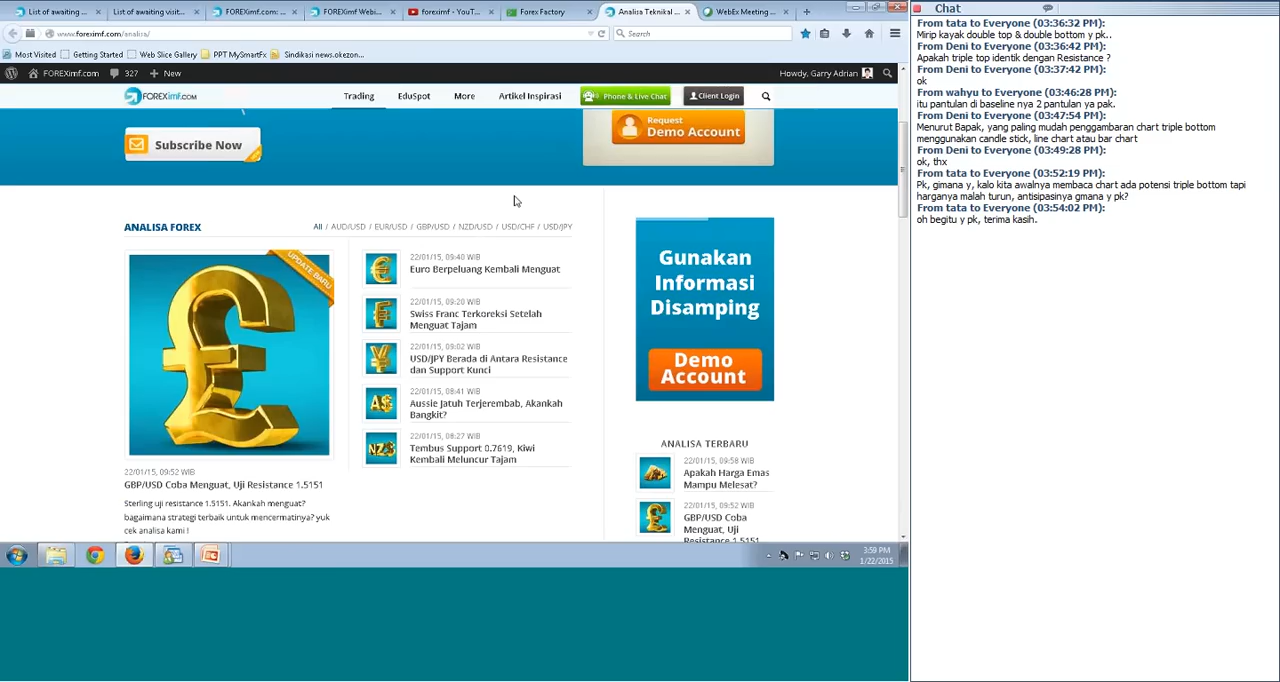 List of awaiting ...
List of awaiting visit...
FOREXimf.com: ...
FOREXimf Webi...
foreximf - YouT...
Forex Factory
Analisa Teknikal ...
WebEx Meeting ...
www.foreximf.com/analisa/
Search
Most Visited
Getting Started
Web Slice Gallery
PPT MySmartFx
Sindikasi news.okezon...
FOREXimf.com
327
+ New
Howdy, Garry Adrian
FOREXimf.COM
Trading
EduSpot
More
Artikel Inspirasi
Phone & Live Chat
Client Login
Subscribe Now
Request
Demo Account
ANALISA FOREX
All / AUD/USD / EUR/USD / GBP/USD / NZD/USD / USD/CHF / USD/JPY
UPDATE BARU
22/01/15, 09:52 WIB
GBP/USD Coba Menguat, Uji Resistance 1.5151
Sterling uji resistance 1.5151. Akankah menguat?
bagaimana strategi terbaik untuk mencermatinya? yuk
cek analisa kami !
22/01/15, 09:40 WIB
Euro Berpeluang Kembali Menguat
22/01/15, 09:20 WIB
Swiss Franc Terkoreksi Setelah
Menguat Tajam
22/01/15, 09:02 WIB
USD/JPY Berada di Antara Resistance
dan Support Kunci
A$
22/01/15, 08:41 WIB
Aussie Jatuh Terjerembab, Akankah
Bangkit?
NZ$
22/01/15, 08:27 WIB
Tembus Support 0.7619, Kiwi
Kembali Meluncur Tajam
Gunakan
Informasi
Disamping
Demo
Account
ANALISA TERBARU
22/01/15, 09:58 WIB
Apakah Harga Emas
Mampu Melesat?
22/01/15, 09:52 WIB
GBP/USD Coba
Menguat, Uji
Resistance 1.5151
3:59 PM
1/22/2015
Chat
From tata to Everyone (03:36:32 PM):
Mirip kayak double top & double bottom y pk..
From Deni to Everyone (03:36:42 PM):
Apakah triple top identik dengan Resistance ?
From Deni to Everyone (03:37:42 PM):
ok
From wahyu to Everyone (03:46:28 PM):
itu pantulan di baseline nya 2 pantulan ya pak.
From Deni to Everyone (03:47:54 PM):
Menurut Bapak, yang paling mudah penggambaran chart triple bottom
menggunakan candle stick, line chart atau bar chart
From Deni to Everyone (03:49:28 PM):
ok, thx
From tata to Everyone (03:52:19 PM):
Pk, gimana y, kalo kita awalnya membaca chart ada potensi triple bottom tapi
harganya malah turun, antisipasinya gmana y pk?
From tata to Everyone (03:54:02 PM):
oh begitu y pk, terima kasih.